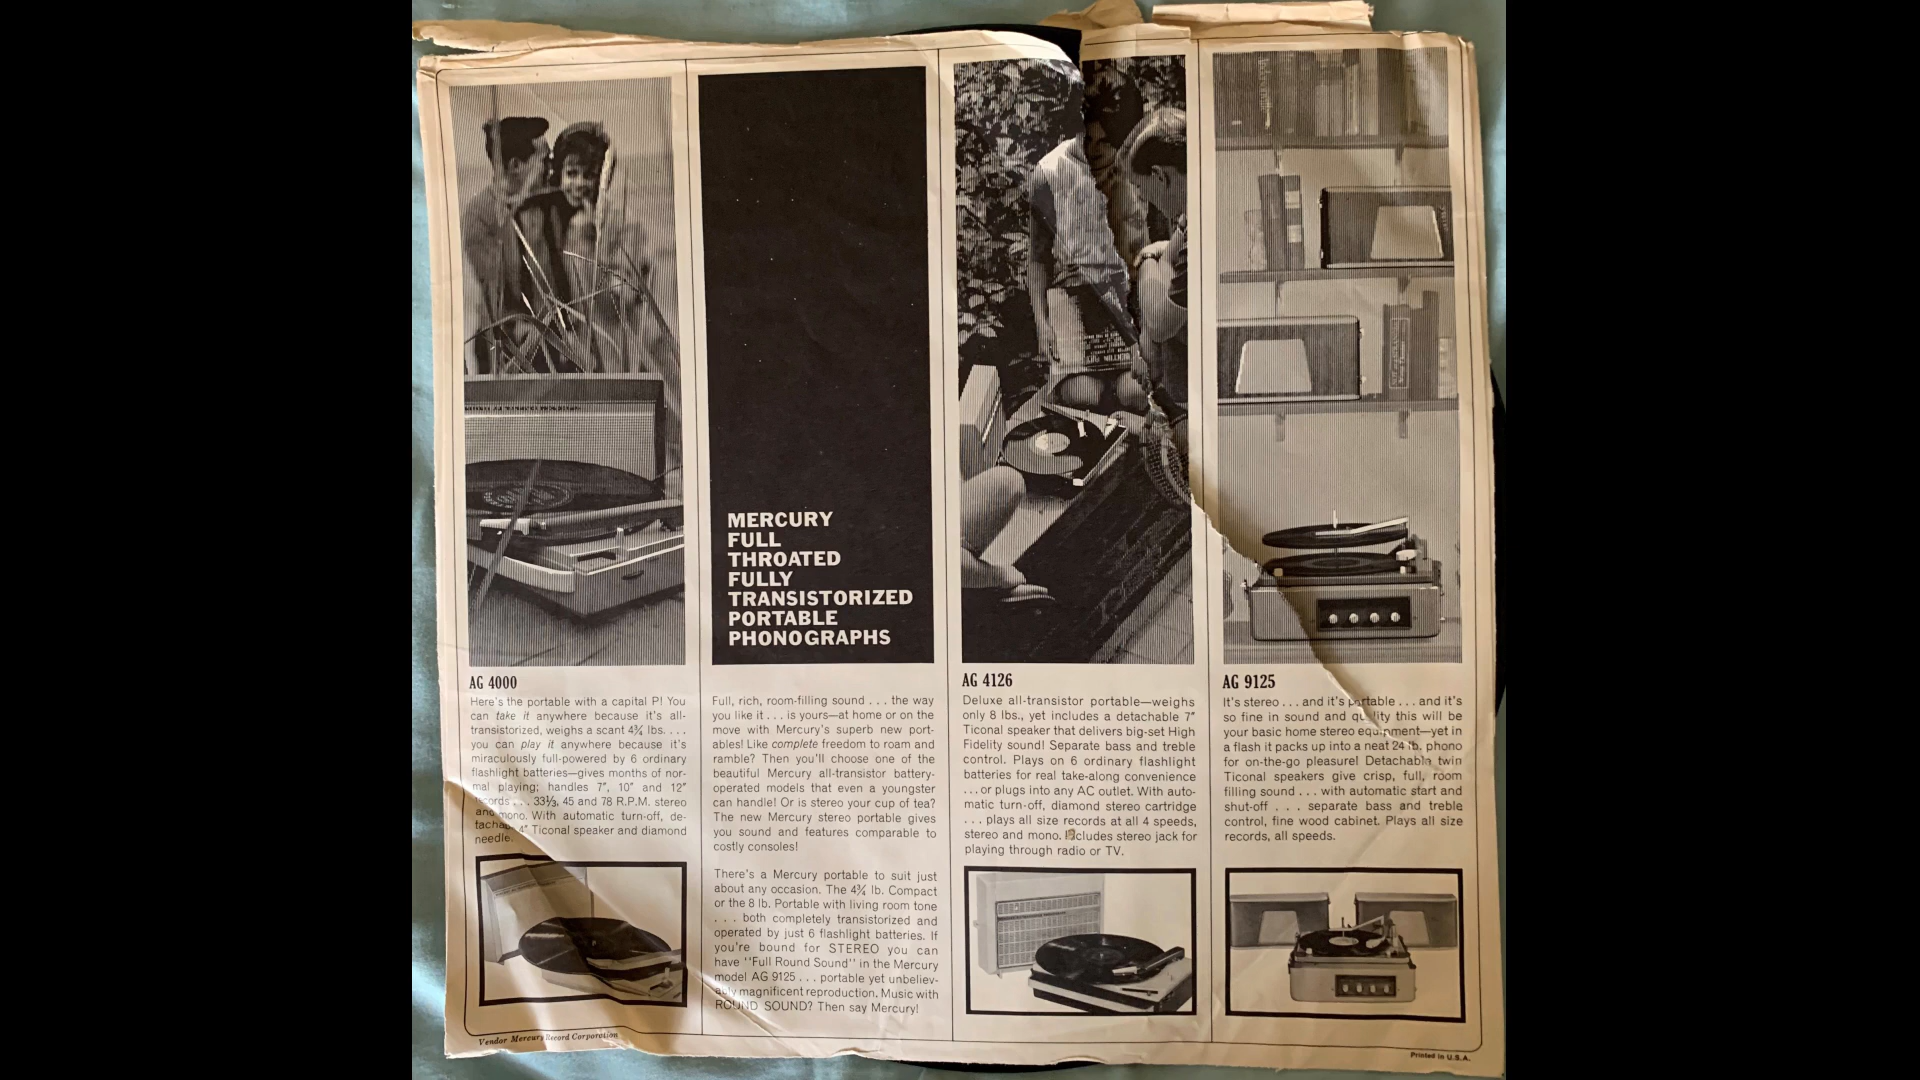 MERCURY
FULL
THROATED
FULLY
TRANSISTORIZED
PORTABLE
PHONOGRAPHS
AG 4000
Here's the portable with a capital P! You
can take it anywhere because it's all-
transistorized, weighs a scant 4¾ lbs. . . .
you can play it anywhere because it's
miraculously full-powered by 6 ordinary
flashlight batteries—gives months of nor-
mal playing; handles 7", 10" and 12"
records . . . 33⅓, 45 and 78 R.P.M. stereo
and mono. With automatic turn-off, de-
tachable 4" Ticonal speaker and diamond
needle.
Full, rich, room-filling sound . . . the way
you like it . . . is yours—at home or on the
move with Mercury's superb new port-
ables! Like complete freedom to roam and
ramble? Then you'll choose one of the
beautiful Mercury all-transistor battery-
operated models that even a youngster
can handle! Or is stereo your cup of tea?
The new Mercury stereo portable gives
you sound and features comparable to
costly consoles!
There's a Mercury portable to suit just
about any occasion. The 4¾ lb. Compact
or the 8 lb. Portable with living room tone
. . . both completely transistorized and
operated by just 6 flashlight batteries. If
you're bound for STEREO you can
have "Full Round Sound" in the Mercury
model AG 9125 . . . portable yet unbeliev-
ably magnificent reproduction. Music with
ROUND SOUND? Then say Mercury!
AG 4126
Deluxe all-transistor portable—weighs
only 8 lbs., yet includes a detachable 7"
Ticonal speaker that delivers big-set High
Fidelity sound! Separate bass and treble
control. Plays on 6 ordinary flashlight
batteries for real take-along convenience
. . . or plugs into any AC outlet. With auto-
matic turn-off, diamond stereo cartridge
. . . plays all size records at all 4 speeds,
stereo and mono. Includes stereo jack for
playing through radio or TV.
AG 9125
It's stereo . . . and it's portable . . . and it's
so fine in sound and quality this will be
your basic home stereo equipment—yet in
a flash it packs up into a neat 24 lb. phono
for on-the-go pleasure! Detachable twin
Ticonal speakers give crisp, full, room
filling sound . . . with automatic start and
shut-off . . . separate bass and treble
control, fine wood cabinet. Plays all size
records, all speeds.
Vendor Mercury Record Corporation
Printed in U.S.A.